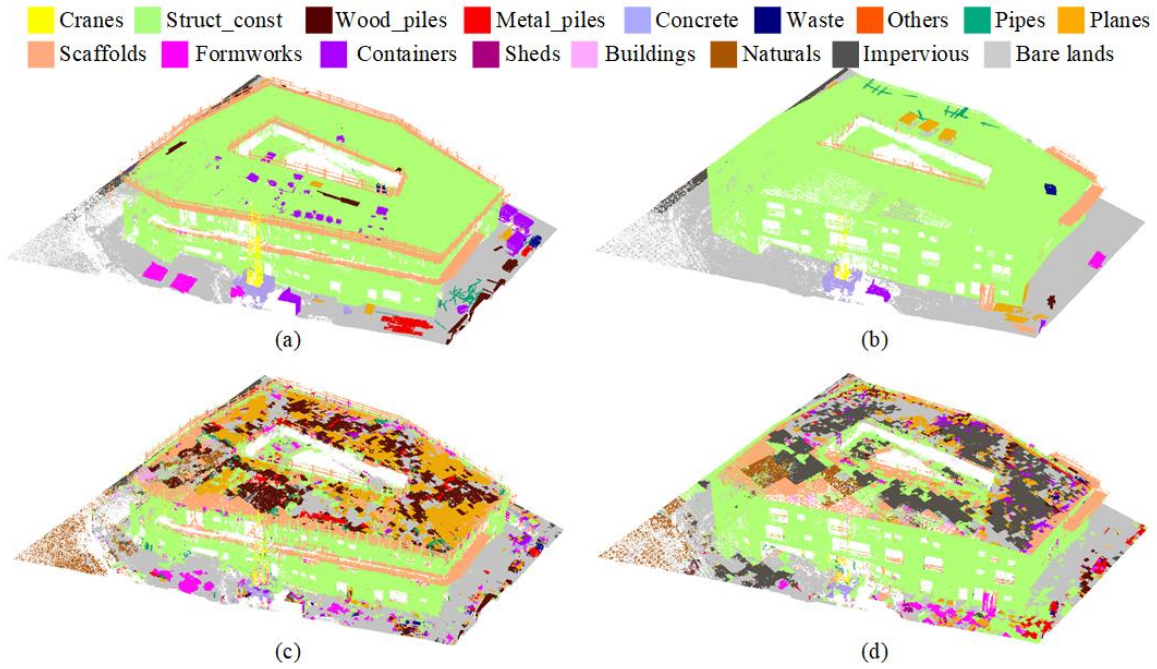 Cranes Struct_const Wood_piles Metal_piles Concrete Waste Others Pipes Planes
Scaffolds Formworks Containers Sheds Buildings Naturals Impervious Bare lands
(a) (b)
(c) (d)